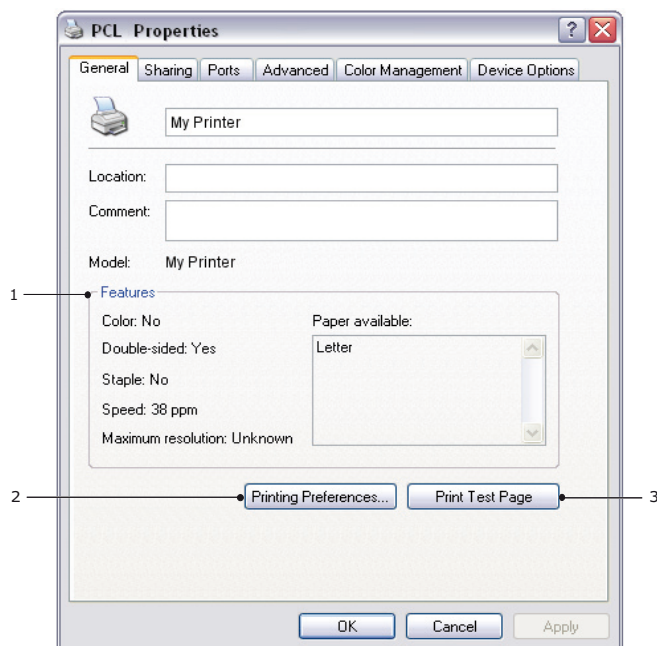 PCL Properties
General Sharing Ports Advanced Color Management Device Options
My Printer
Location:
Comment:
Model: My Printer
1
Features
Color: No
Double-sided: Yes
Staple: No
Speed: 38 ppm
Maximum resolution: Unknown
Paper available:
Letter
2
Printing Preferences...
Print Test Page
3
OK
Cancel
Apply